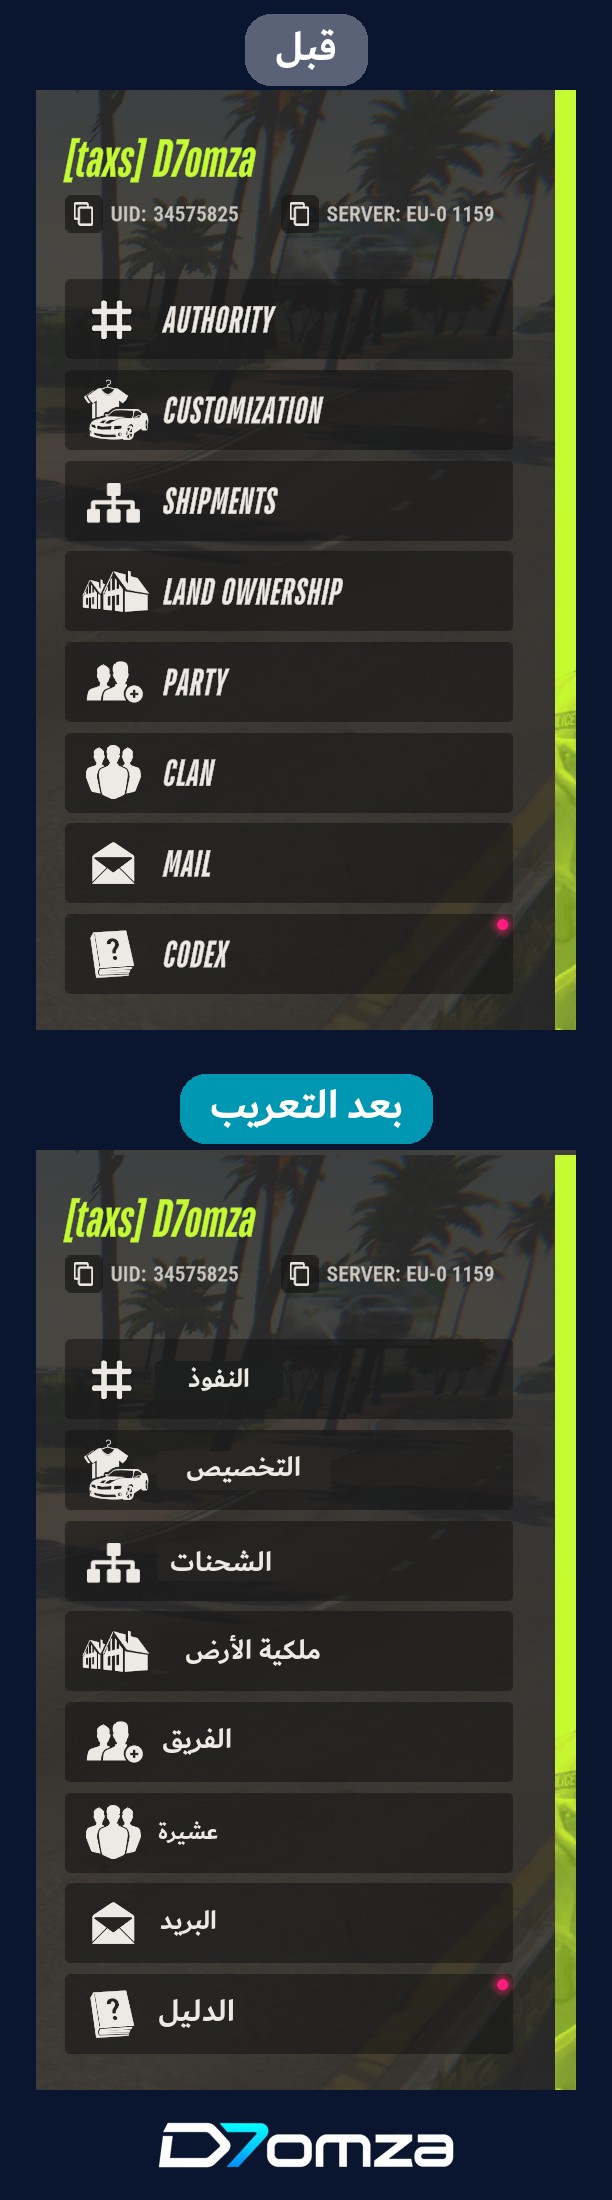 قبل
[taxs] D7omza
UID: 34575825 SERVER: EU-0 1159
AUTHORITY
CUSTOMIZATION
SHIPMENTS
LAND OWNERSHIP
PARTY
CLAN
MAIL
CODEX
بعد التعريب
[taxs] D7omza
UID: 34575825 SERVER: EU-0 1159
النفوذ
التخصيص
الشحنات
ملكية الأرض
الفريق
عشيرة
البريد
الدليل
D7omza